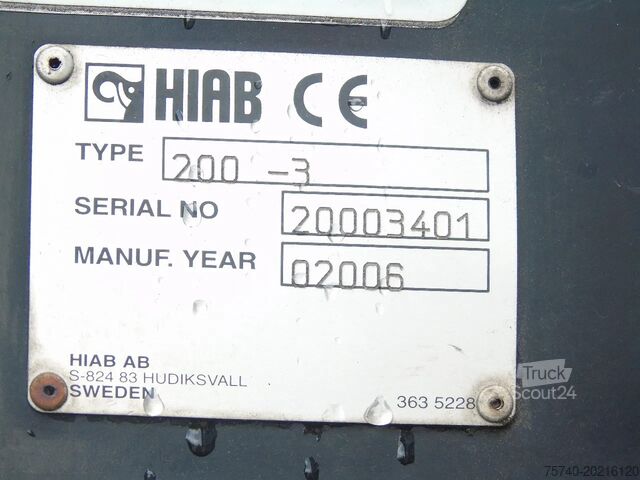 HIAB CE
TYPE 200 -3
SERIAL NO 20003401
MANUF. YEAR 02006
HIAB AB
S-824 83 HUDIKSVALL
SWEDEN
363 5228
Truck
Scout24
75740-20216120